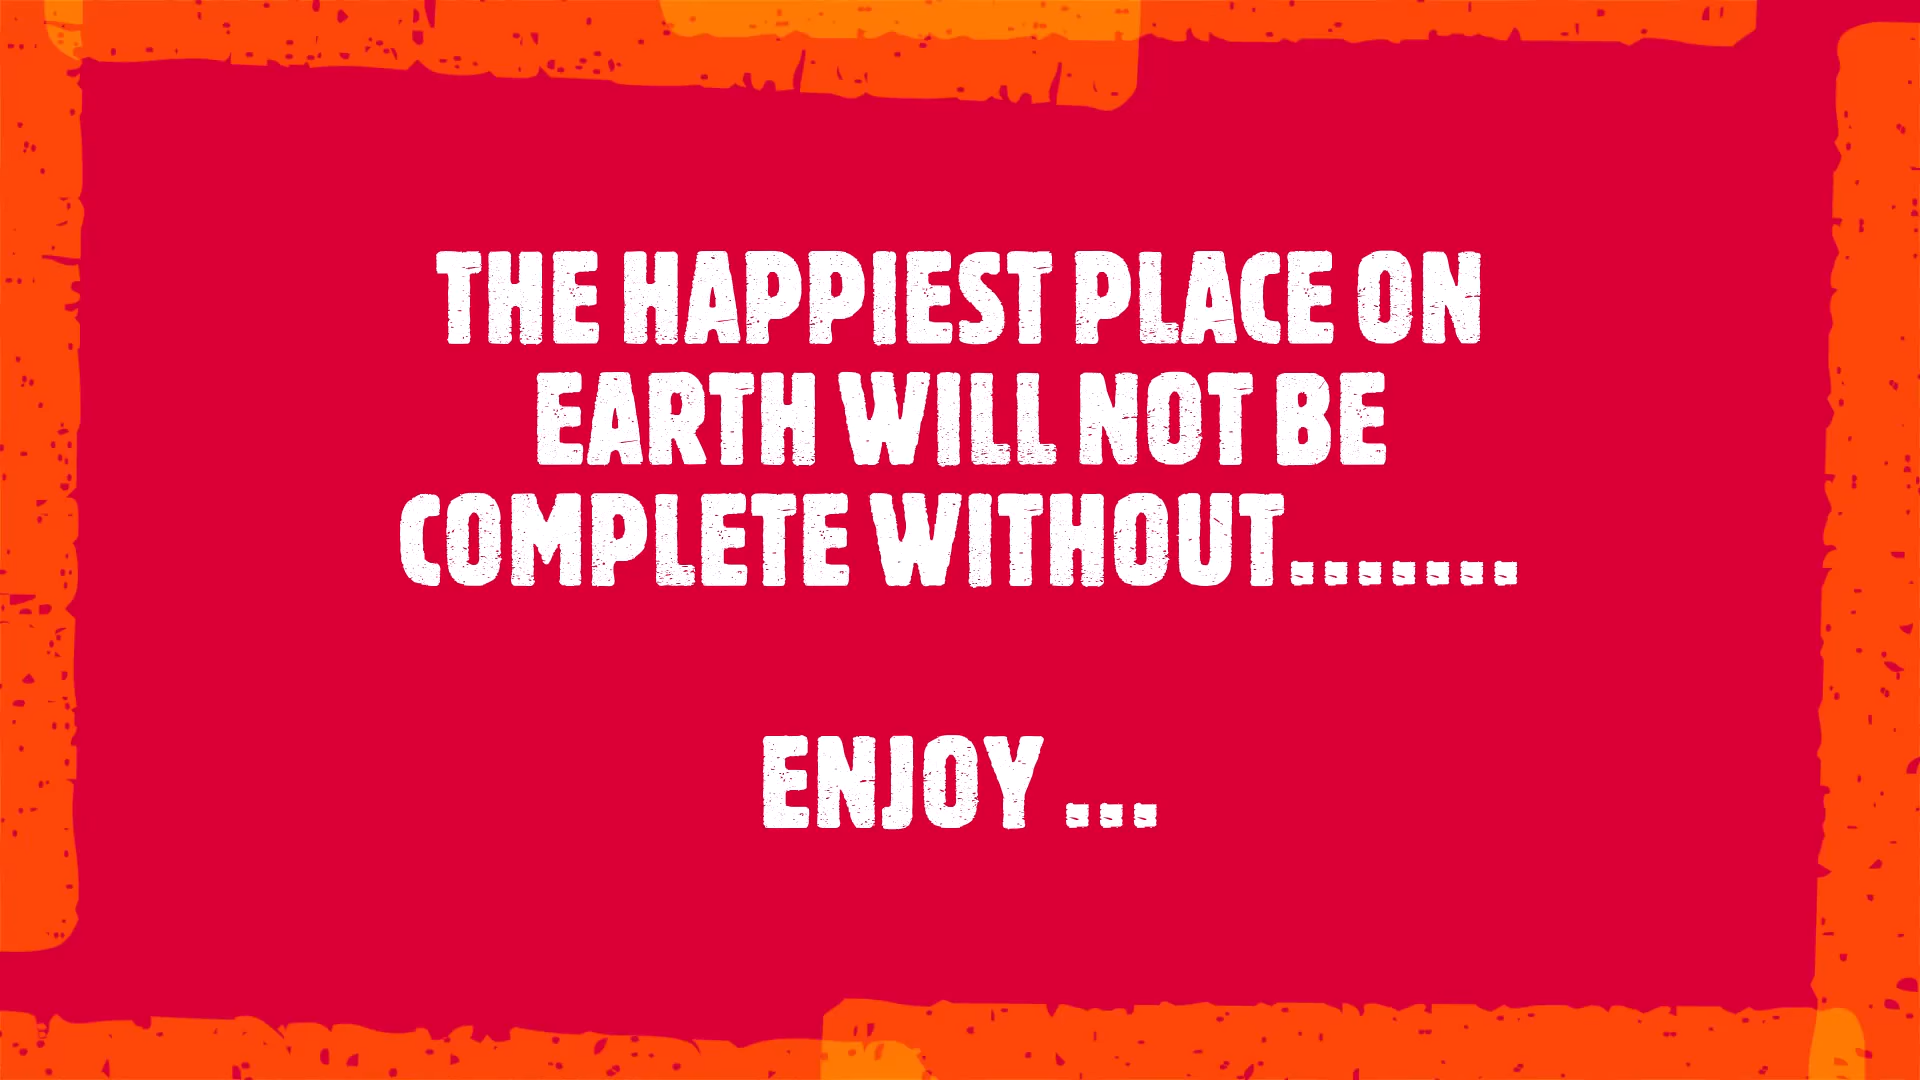 THE HAPPIEST PLACE ON
EARTH WILL NOT BE
COMPLETE WITHOUT.......
ENJOY ...